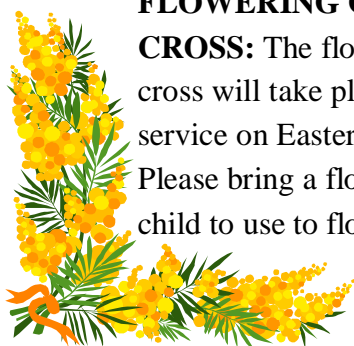 FLOWERING
CROSS: The
cross will take
service on Easter
Please bring a
child to use to